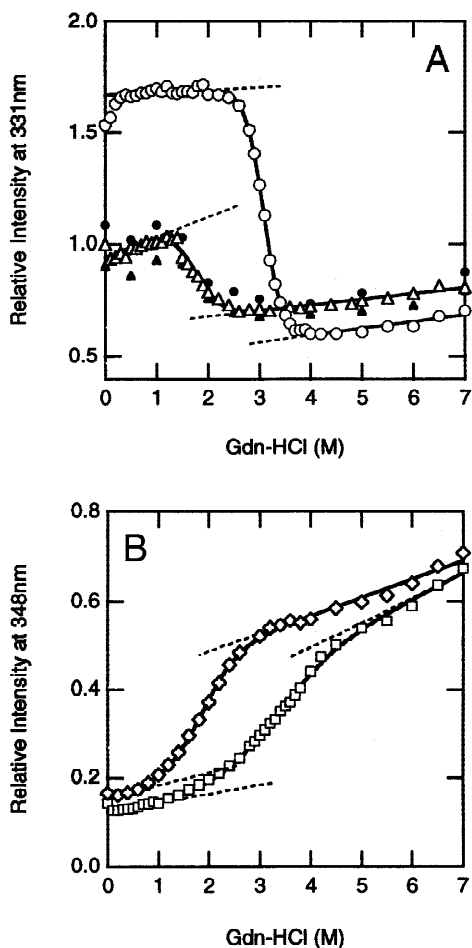 A
Relative Intensity at 331nm
2.0
1.5
1.0
0.5
0 1 2 3 4 5 6 7
Gdn-HCl (M)
B
Relative Intensity at 348nm
0.8
0.6
0.4
0.2
0.0
0 1 2 3 4 5 6 7
Gdn-HCl (M)